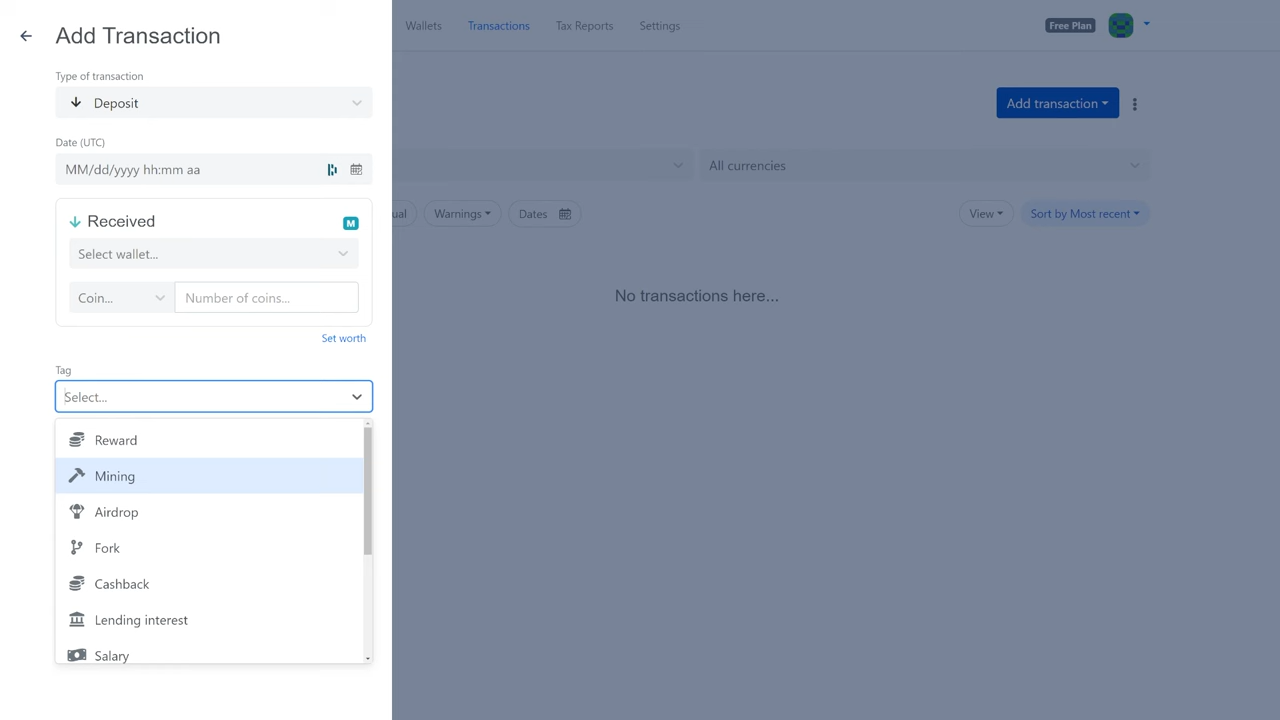 Add Transaction
Wallets
Transactions
Tax Reports
Settings
Free Plan
Type of transaction
Deposit
Add transaction
Date (UTC)
MM/dd/yyyy hh:mm aa
All currencies
Received
M
ual
Warnings
Dates
View
Sort by Most recent
Select wallet...
Coin...
Number of coins...
No transactions here...
Set worth
Tag
Select...
Reward
Mining
Airdrop
Fork
Cashback
Lending interest
Salary